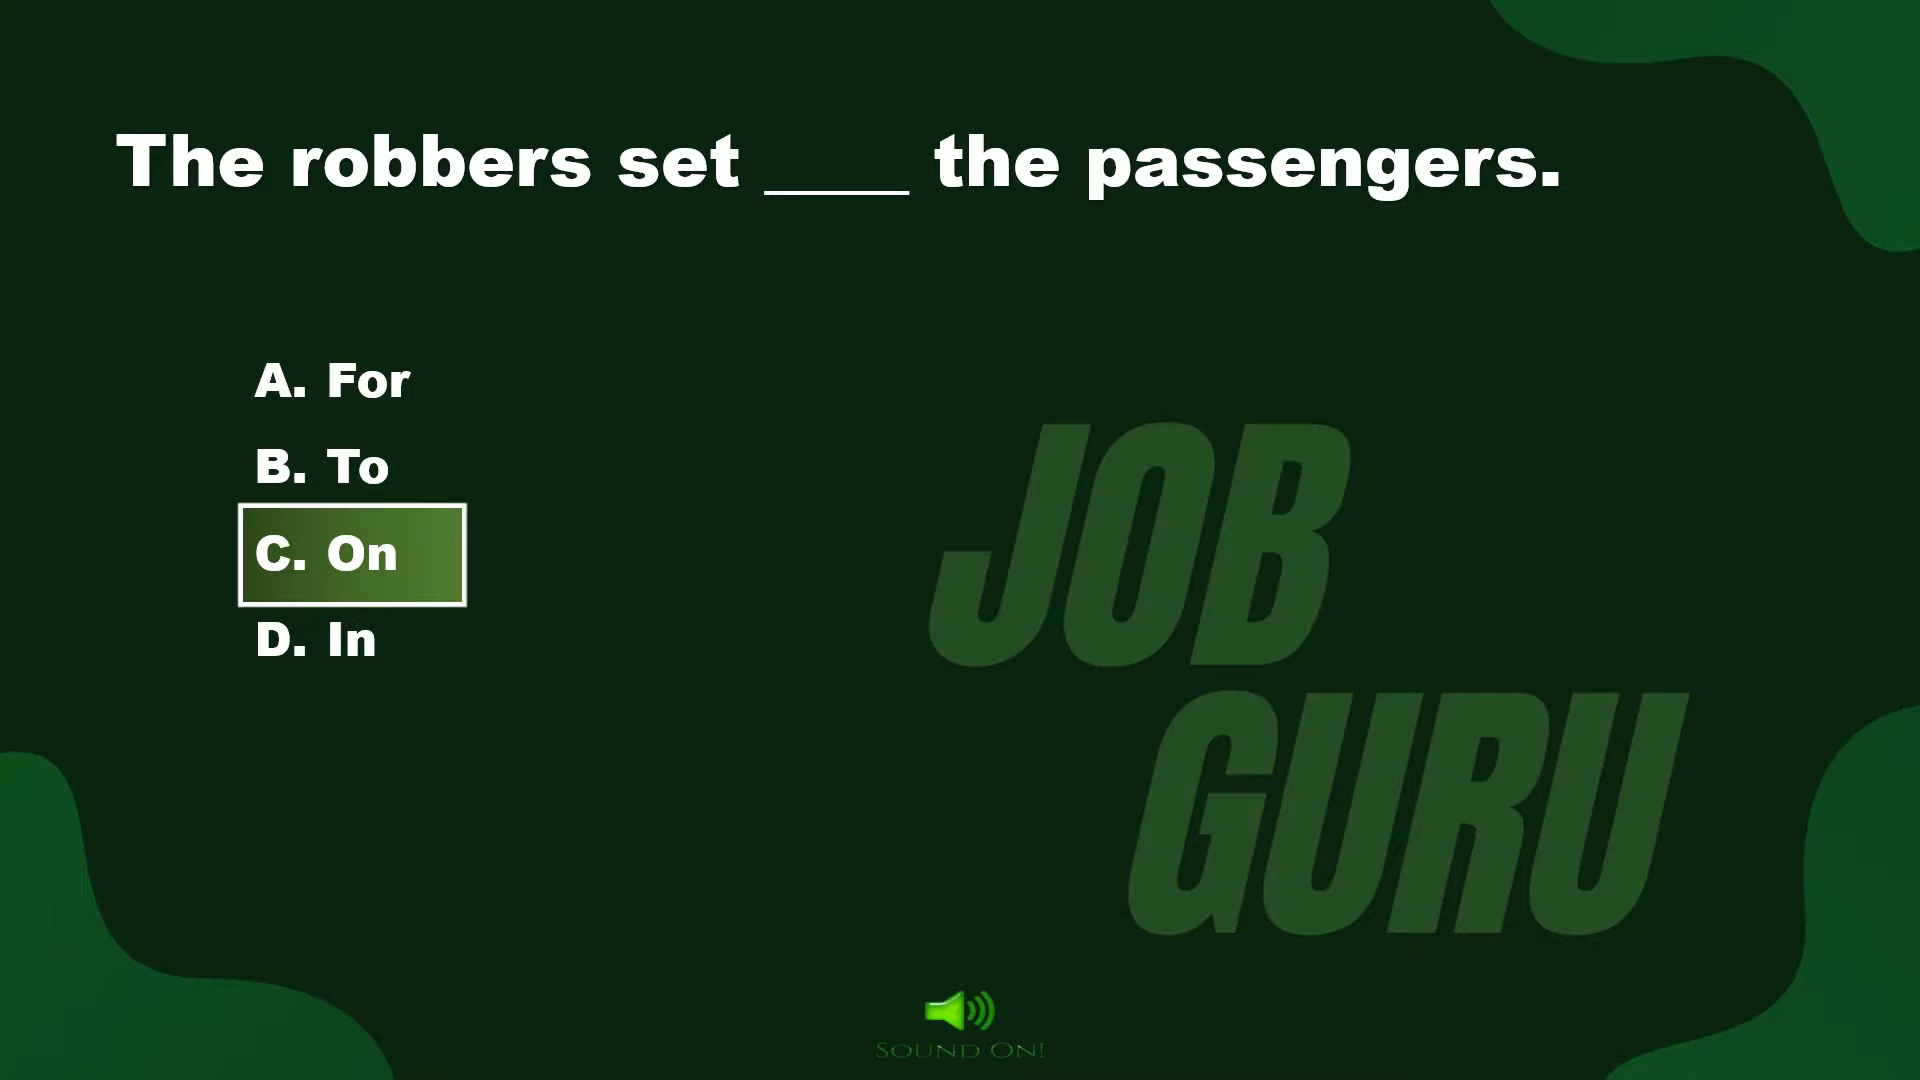 The robbers set ____ the passengers.
A. For
B. To
C. On
D. In
JOB
GURU
SOUND ON!